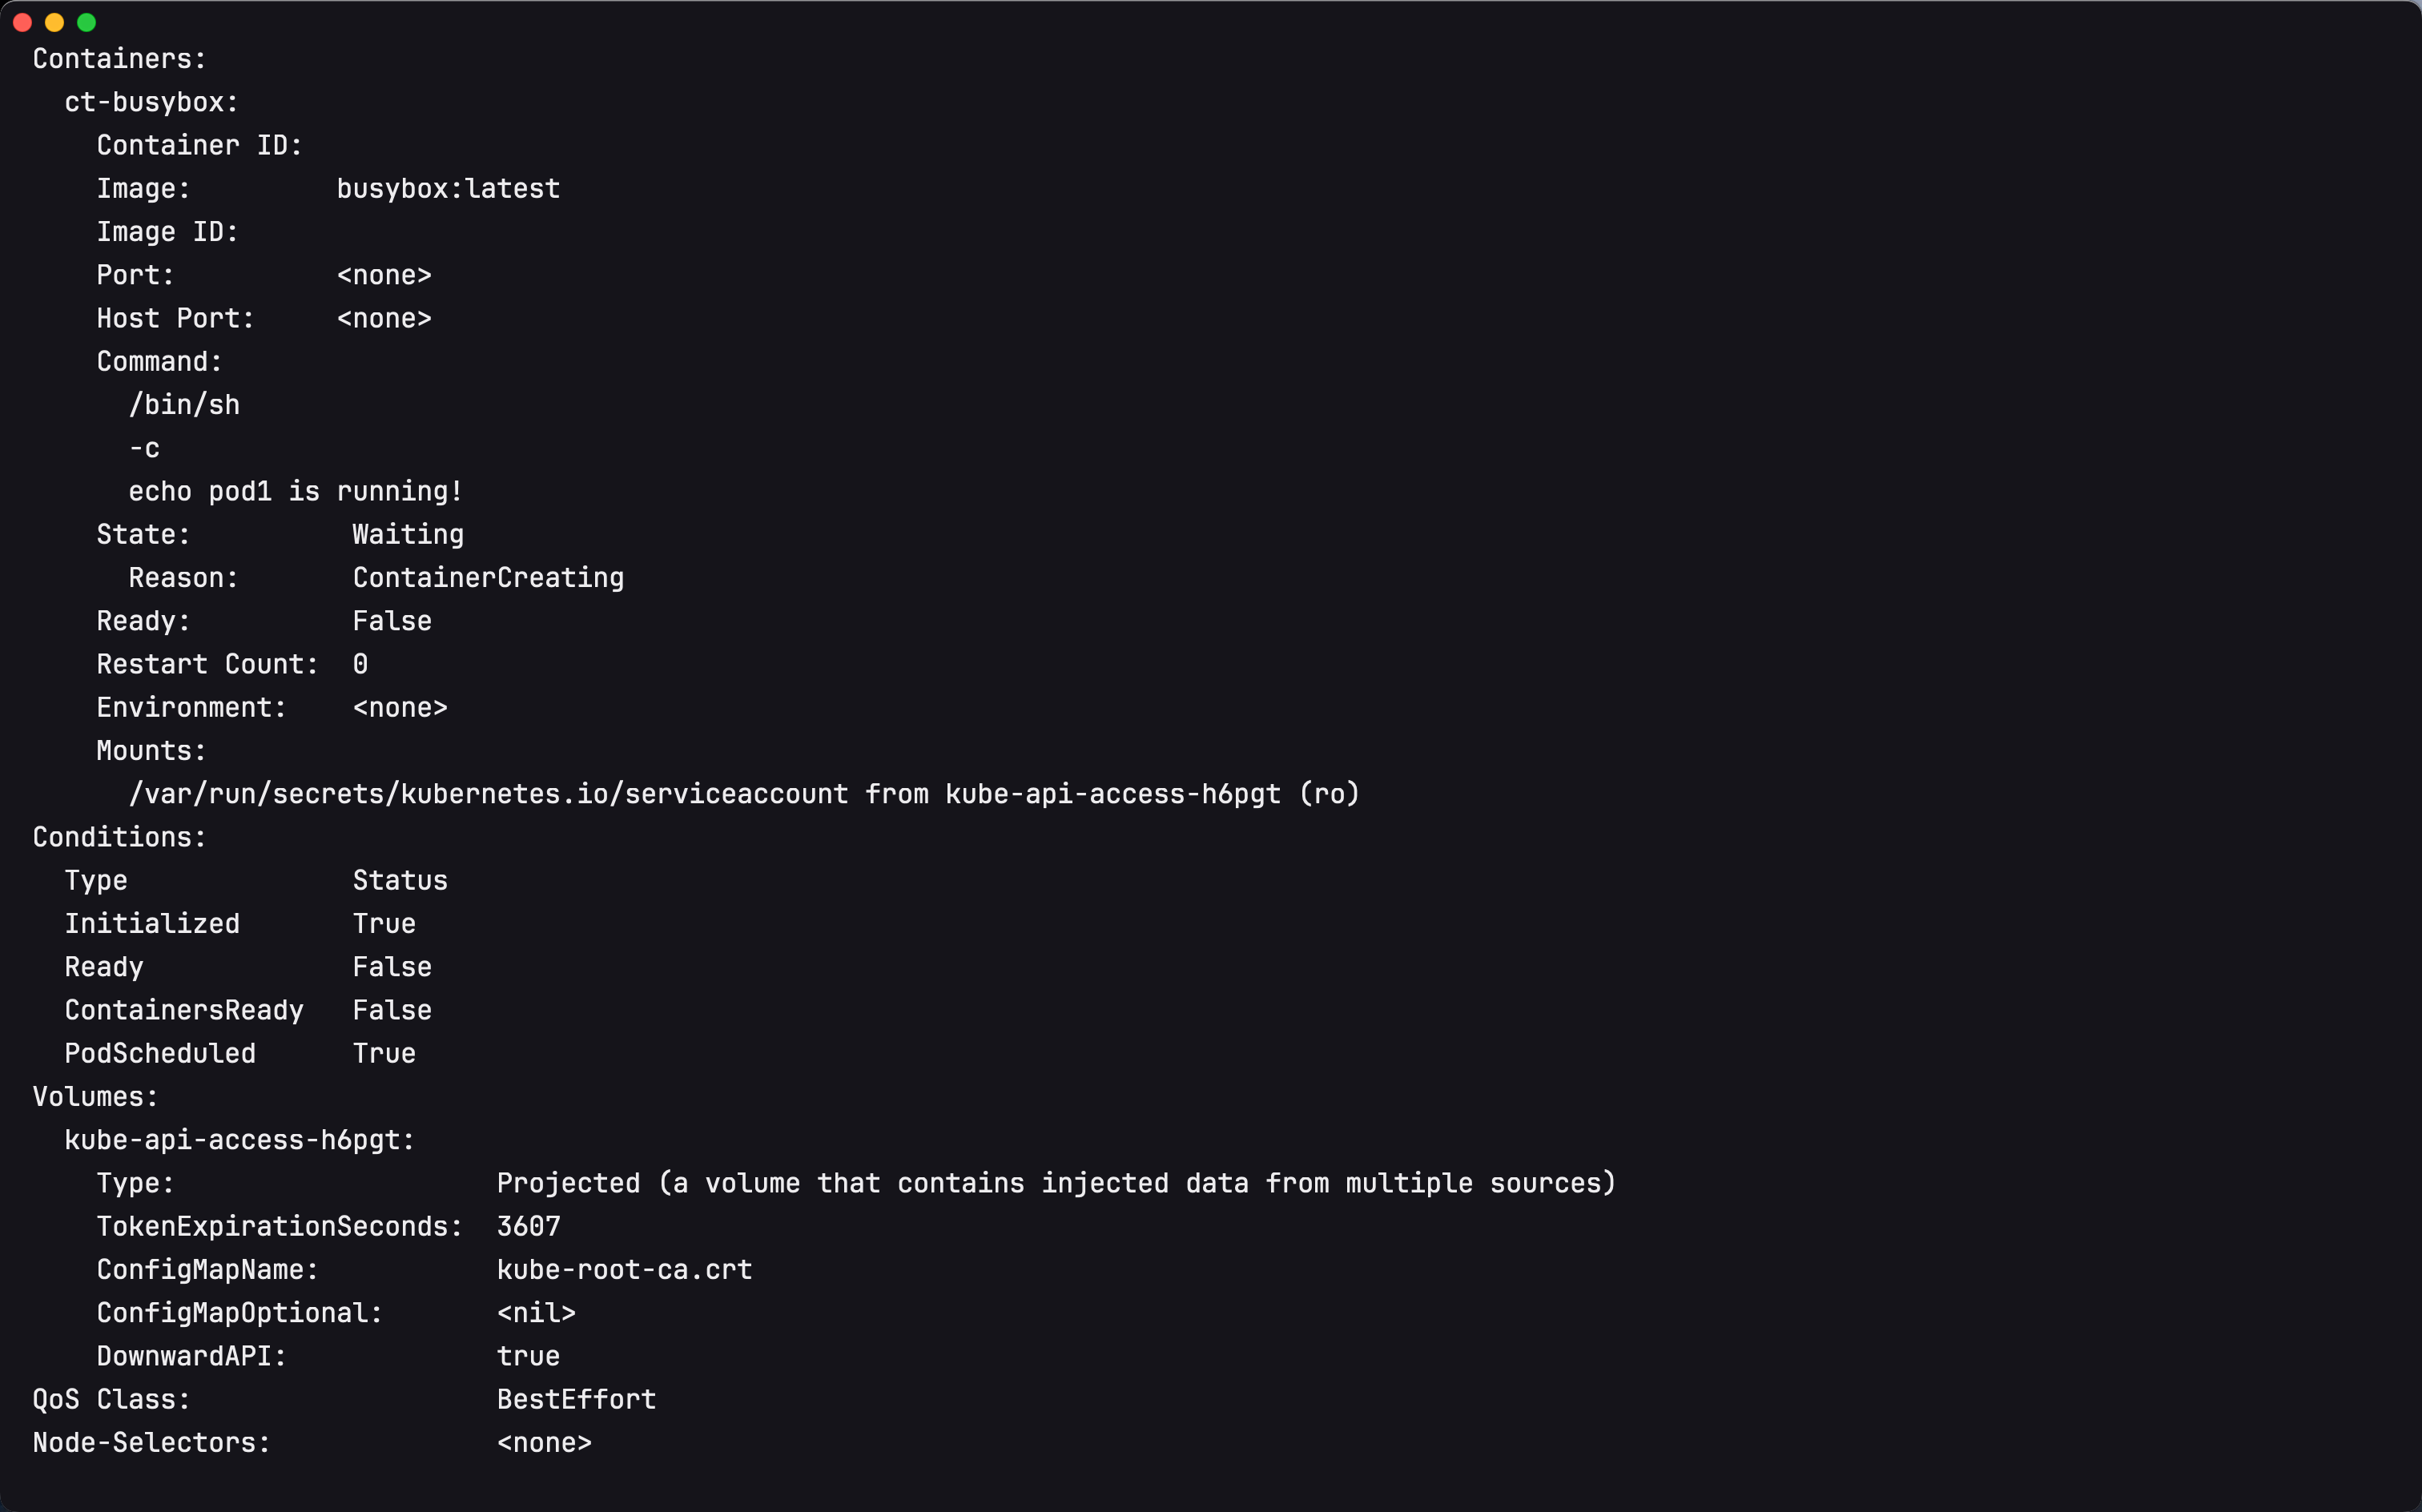 Containers:
  ct-busybox:
    Container ID:
    Image:         busybox:latest
    Image ID:
    Port:          <none>
    Host Port:     <none>
    Command:
      /bin/sh
      -c
      echo pod1 is running!
    State:          Waiting
      Reason:       ContainerCreating
    Ready:          False
    Restart Count:  0
    Environment:    <none>
    Mounts:
      /var/run/secrets/kubernetes.io/serviceaccount from kube-api-access-h6pgt (ro)
Conditions:
  Type              Status
  Initialized       True
  Ready             False
  ContainersReady   False
  PodScheduled      True
Volumes:
  kube-api-access-h6pgt:
    Type:                    Projected (a volume that contains injected data from multiple sources)
    TokenExpirationSeconds:  3607
    ConfigMapName:           kube-root-ca.crt
    ConfigMapOptional:       <nil>
    DownwardAPI:             true
QoS Class:                   BestEffort
Node-Selectors:              <none>